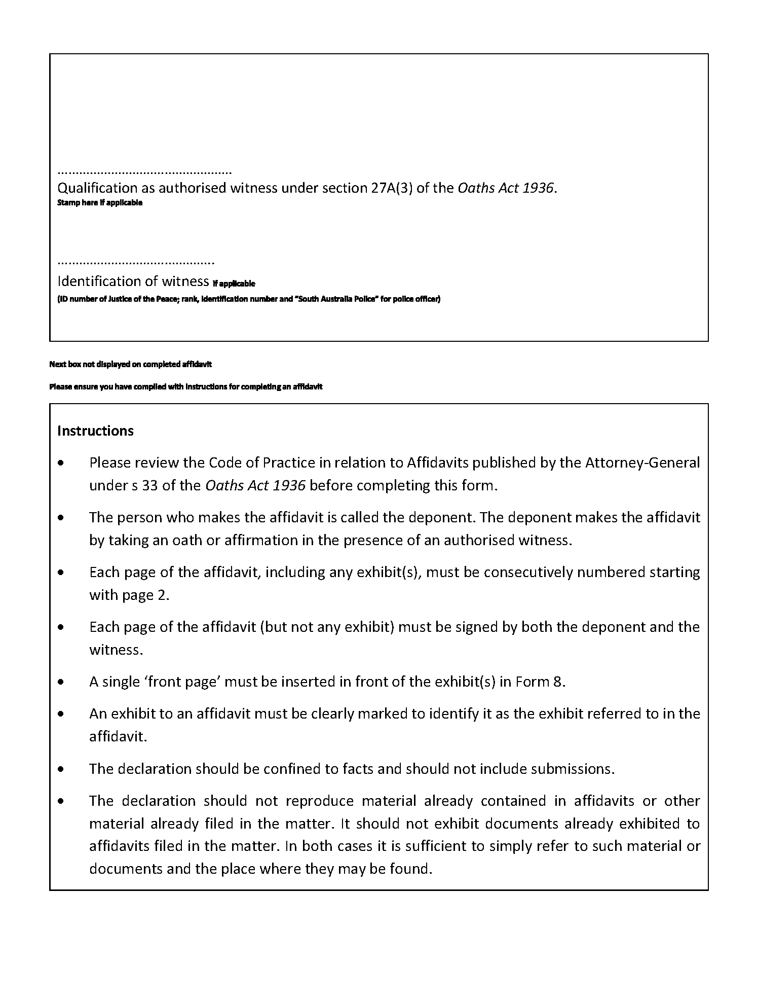 ................................................
Qualification as authorised witness under section 27A(3) of the Oaths Act 1936.
Stamp here if applicable
...........................................
Identification of witness If applicable
(ID number of Justice of the Peace; rank, identification number and “South Australia Police” for police officer)
Next box not displayed on completed affidavit
Please ensure you have complied with instructions for completing an affidavit
Instructions
• Please review the Code of Practice in relation to Affidavits published by the Attorney-General
under s 33 of the Oaths Act 1936 before completing this form.
• The person who makes the affidavit is called the deponent. The deponent makes the affidavit
by taking an oath or affirmation in the presence of an authorised witness.
• Each page of the affidavit, including any exhibit(s), must be consecutively numbered starting
with page 2.
• Each page of the affidavit (but not any exhibit) must be signed by both the deponent and the
witness.
• A single ‘front page’ must be inserted in front of the exhibit(s) in Form 8.
• An exhibit to an affidavit must be clearly marked to identify it as the exhibit referred to in the
affidavit.
• The declaration should be confined to facts and should not include submissions.
• The declaration should not reproduce material already contained in affidavits or other
material already filed in the matter. It should not exhibit documents already exhibited to
affidavits filed in the matter. In both cases it is sufficient to simply refer to such material or
documents and the place where they may be found.